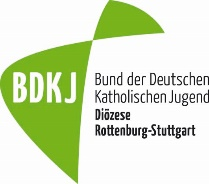 BDKJ
Bund der Deutschen
Katholischen Jugend
Diözese
Rottenburg-Stuttgart